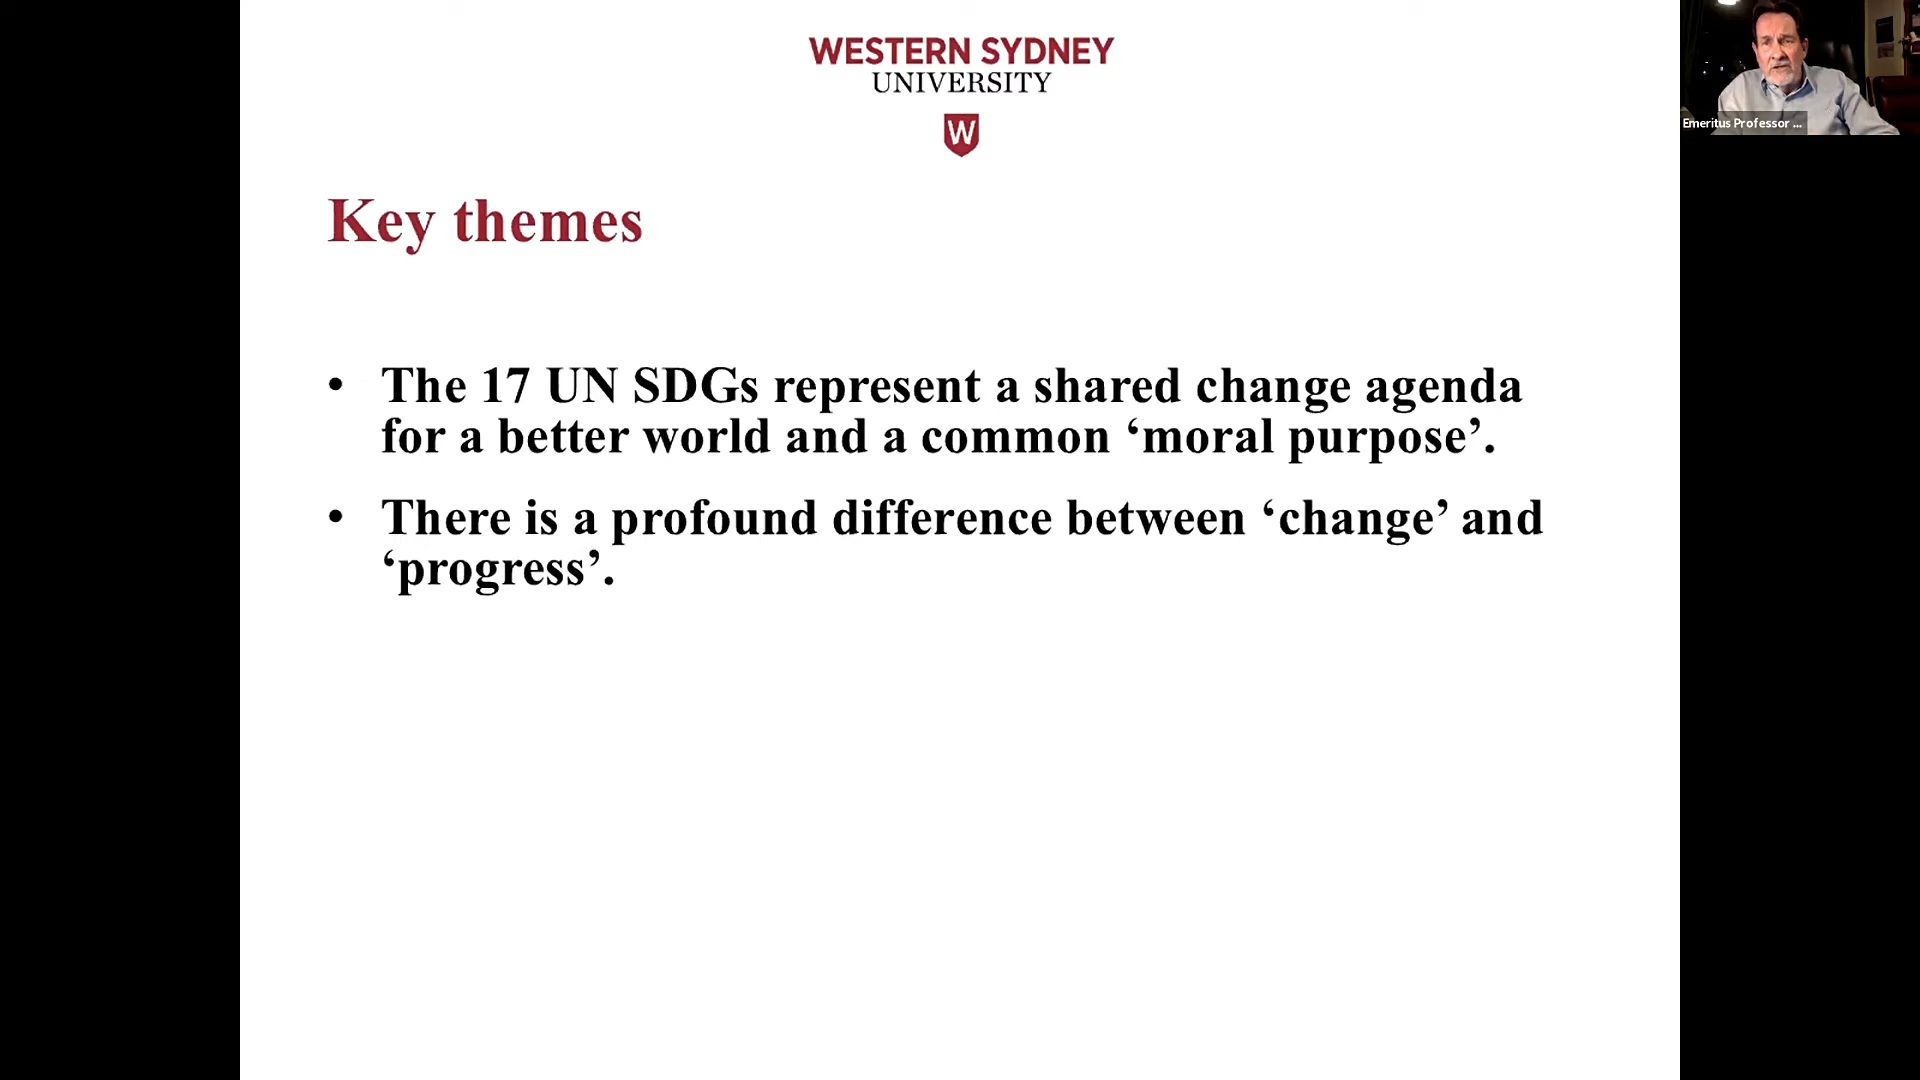 WESTERN SYDNEY
UNIVERSITY
W
Emeritus Professor ...
Key themes
• The 17 UN SDGs represent a shared change agenda
for a better world and a common ‘moral purpose’.
• There is a profound difference between ‘change’ and
‘progress’.